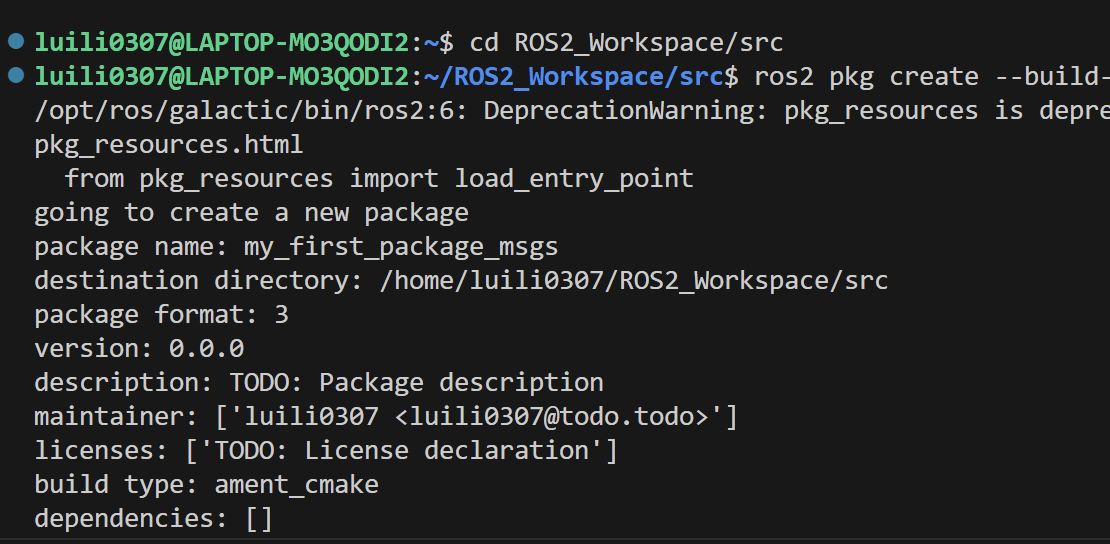 luili0307@LAPTOP-MO3QODI2:~$ cd ROS2_Workspace/src
luili0307@LAPTOP-MO3QODI2:~/ROS2_Workspace/src$ ros2 pkg create --build-
/opt/ros/galactic/bin/ros2:6: DeprecationWarning: pkg_resources is depre
pkg_resources.html
  from pkg_resources import load_entry_point
going to create a new package
package name: my_first_package_msgs
destination directory: /home/luili0307/ROS2_Workspace/src
package format: 3
version: 0.0.0
description: TODO: Package description
maintainer: ['luili0307 <luili0307@todo.todo>']
licenses: ['TODO: License declaration']
build type: ament_cmake
dependencies: []